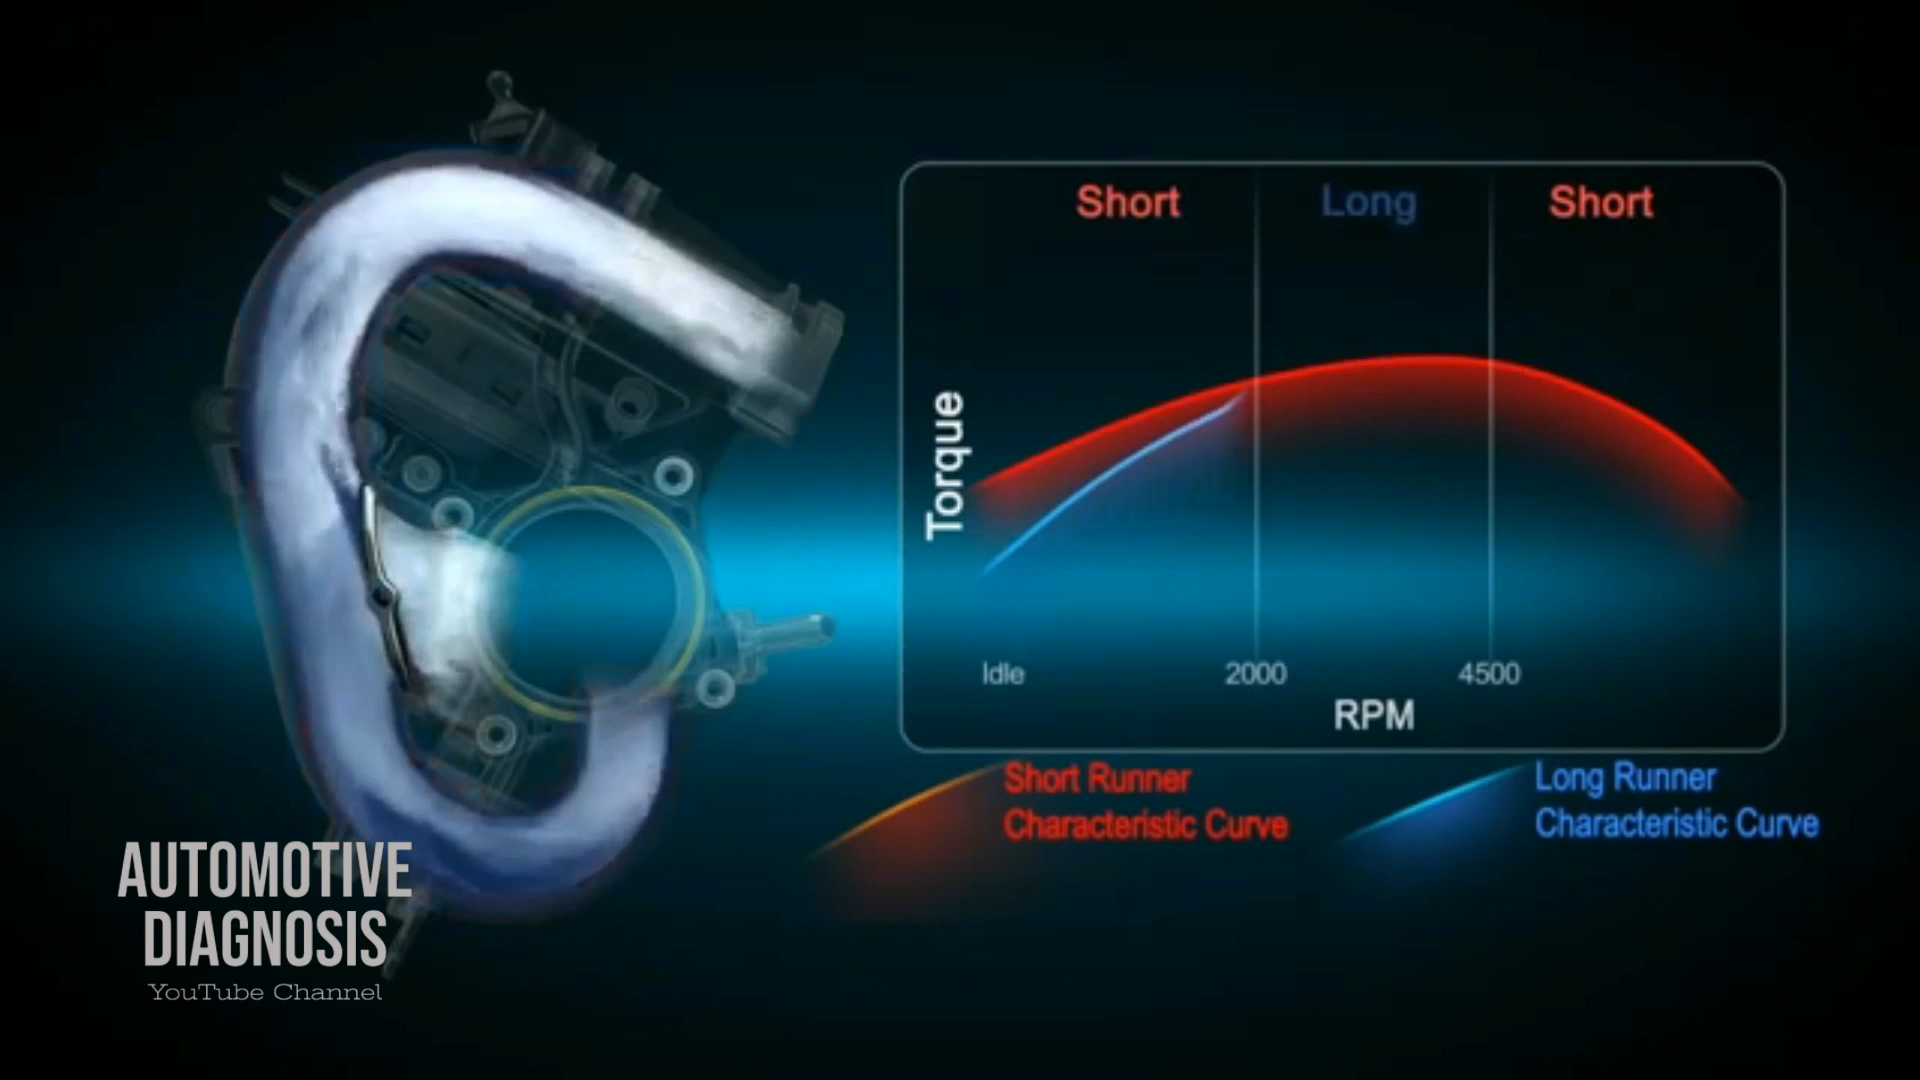 Short
Long
Short
Torque
Idle
2000
4500
RPM
Short Runner
Characteristic Curve
Long Runner
Characteristic Curve
AUTOMOTIVE
DIAGNOSIS
YouTube Channel